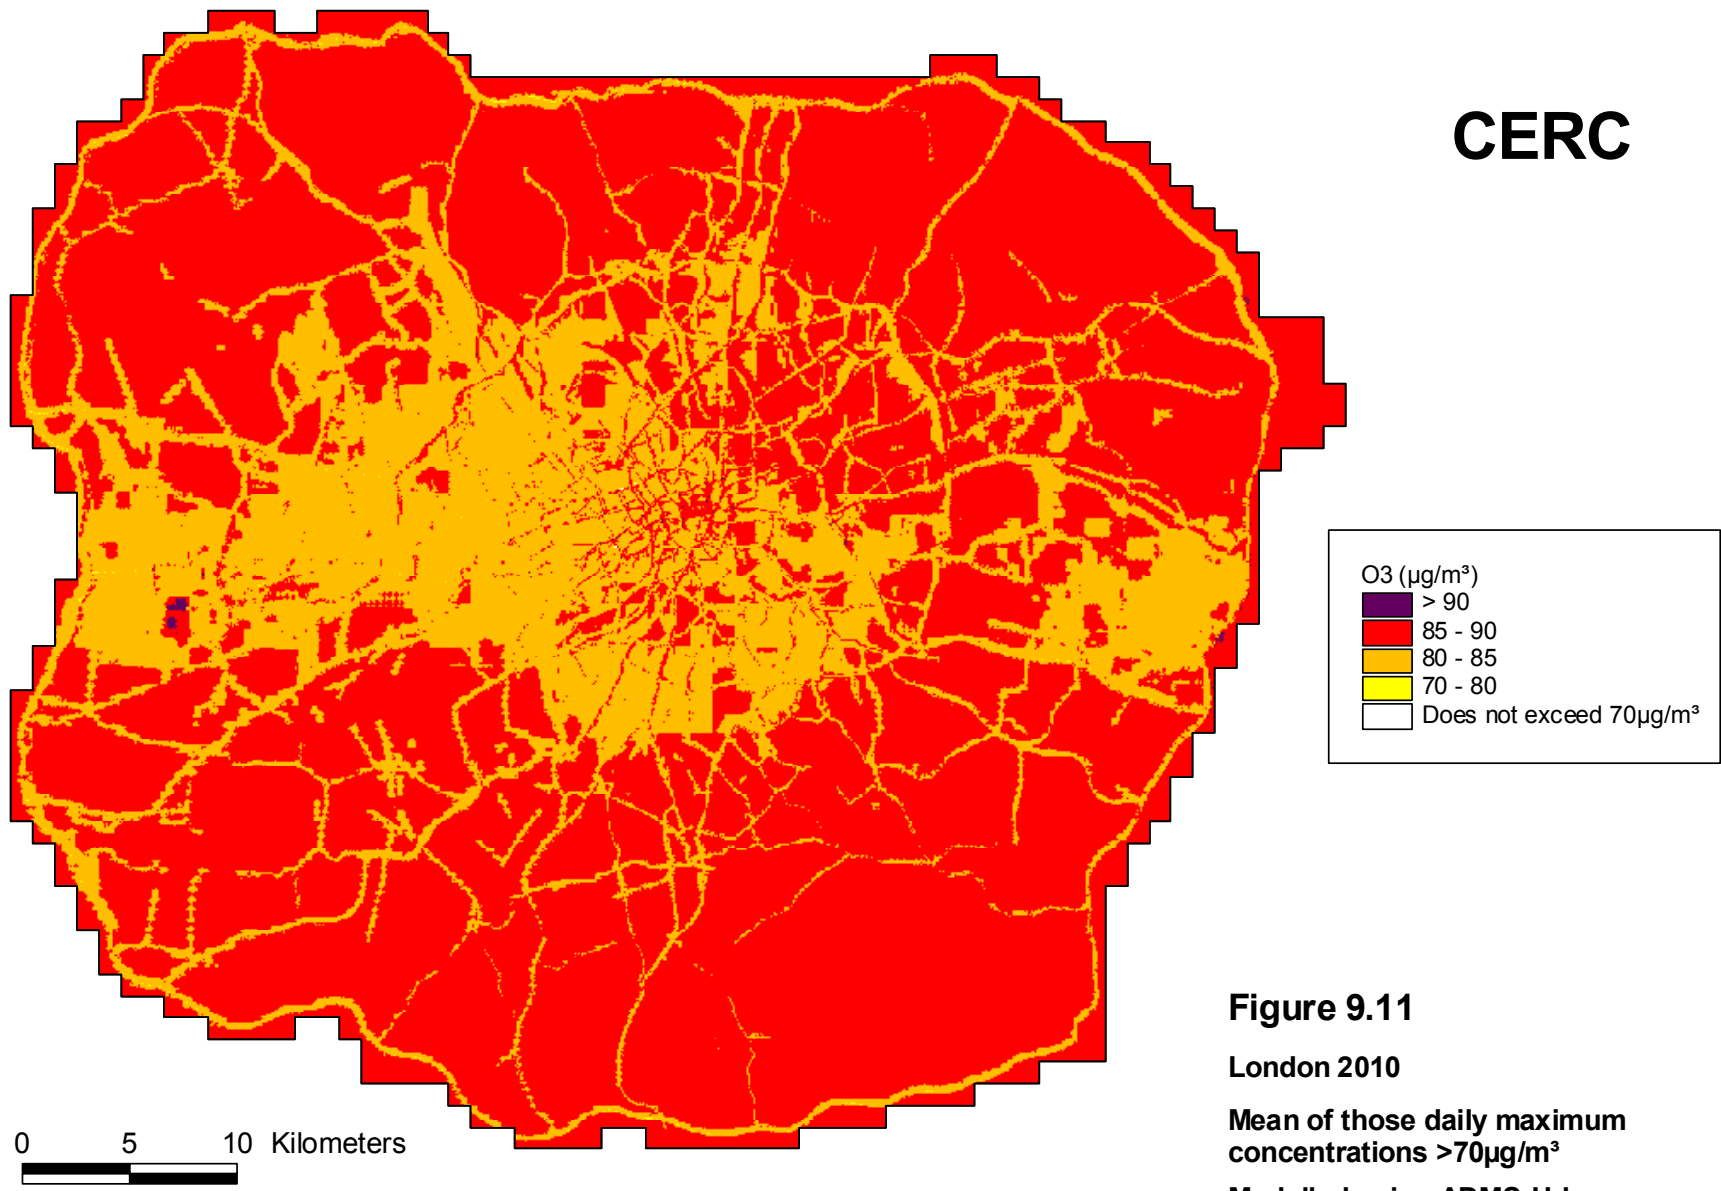 CERC
O3 (µg/m³)
> 90
85 - 90
80 - 85
70 - 80
Does not exceed 70µg/m³
Figure 9.11
London 2010
Mean of those daily maximum
concentrations >70µg/m³
0 5 10 Kilometers